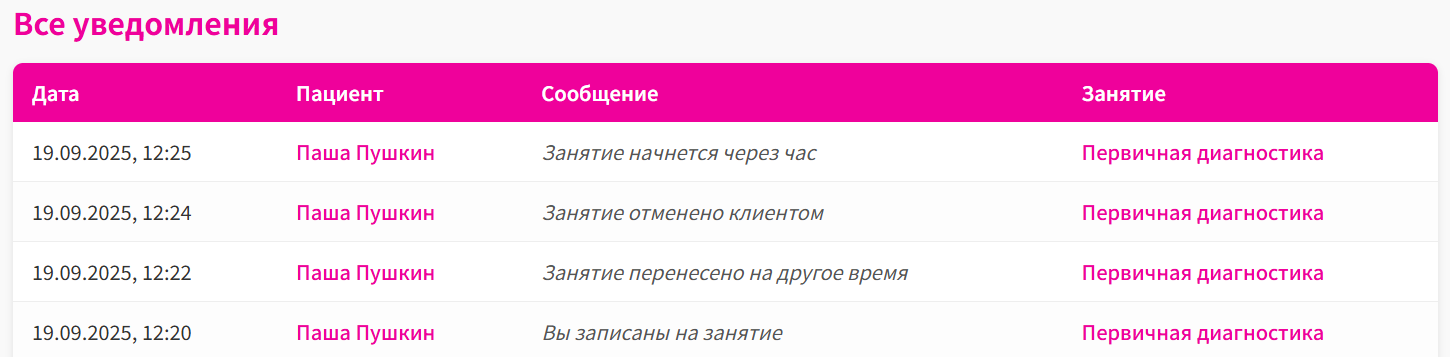 Все уведомления
Дата Пациент Сообщение Занятие
19.09.2025, 12:25 Паша Пушкин Занятие начнется через час Первичная диагностика
19.09.2025, 12:24 Паша Пушкин Занятие отменено клиентом Первичная диагностика
19.09.2025, 12:22 Паша Пушкин Занятие перенесено на другое время Первичная диагностика
19.09.2025, 12:20 Паша Пушкин Вы записаны на занятие Первичная диагностика